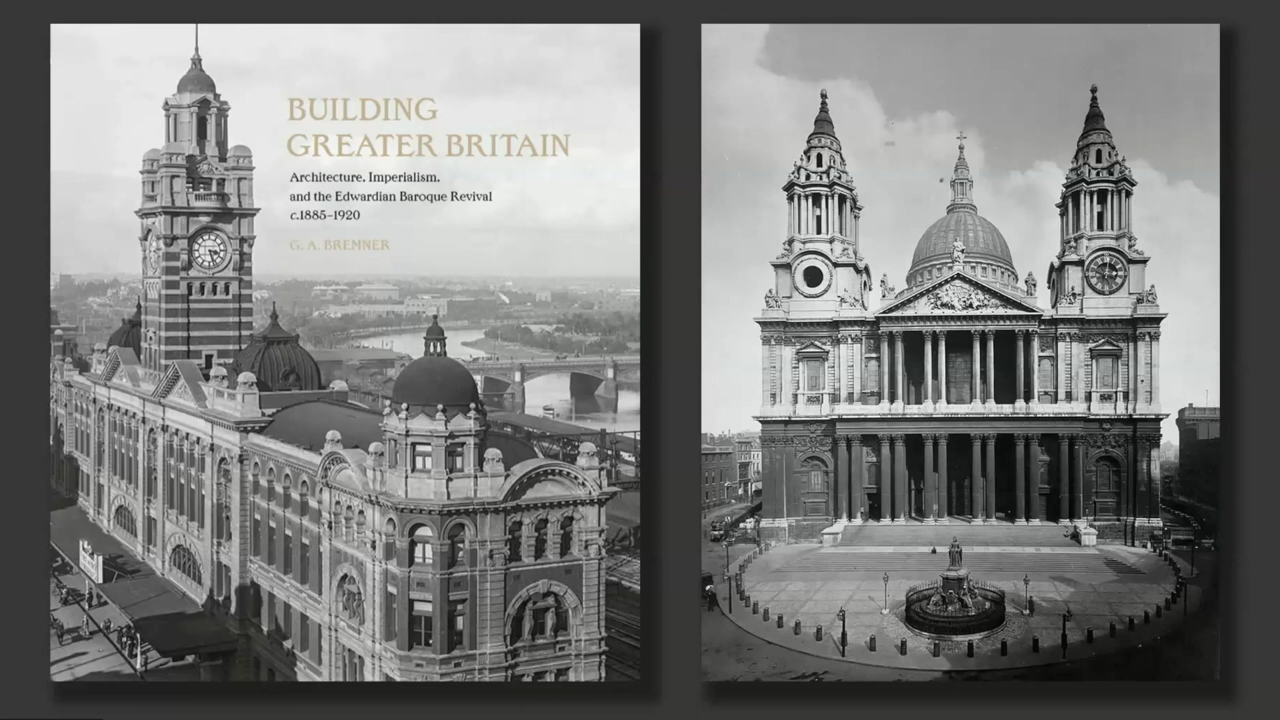 BUILDING
GREATER BRITAIN
Architecture, Imperialism,
and the Edwardian Baroque Revival
c.1885–1920
G. A. BREMNER